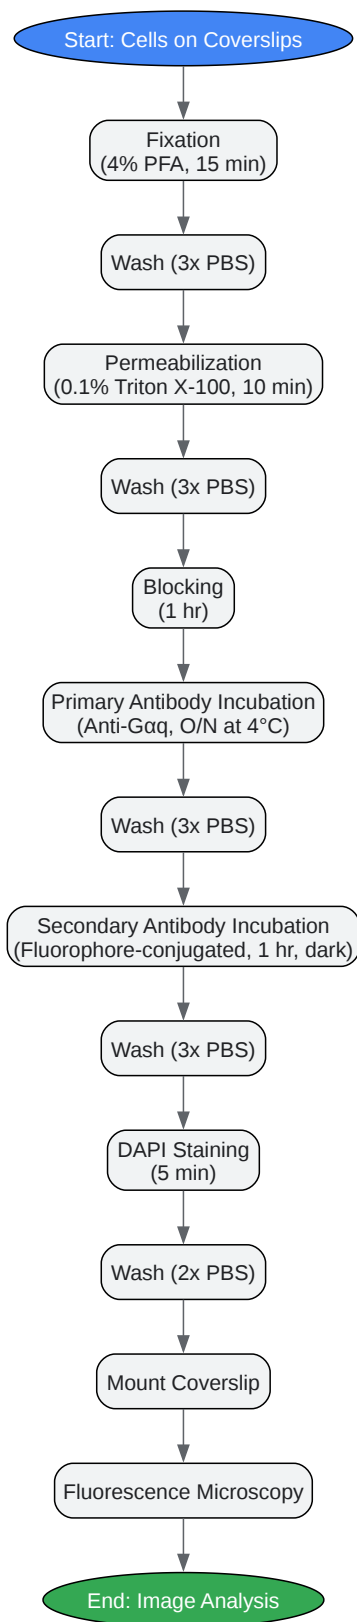 Start: Cells on Coverslips
Fixation
(4% PFA, 15 min)
Wash (3x PBS)
Permeabilization
(0.1% Triton X-100, 10 min)
Wash (3x PBS)
Blocking
(1 hr)
Primary Antibody Incubation
(Anti-Gαq, O/N at 4°C)
Wash (3x PBS)
Secondary Antibody Incubation
(Fluorophore-conjugated, 1 hr, dark)
Wash (3x PBS)
DAPI Staining
(5 min)
Wash (2x PBS)
Mount Coverslip
Fluorescence Microscopy
End: Image Analysis